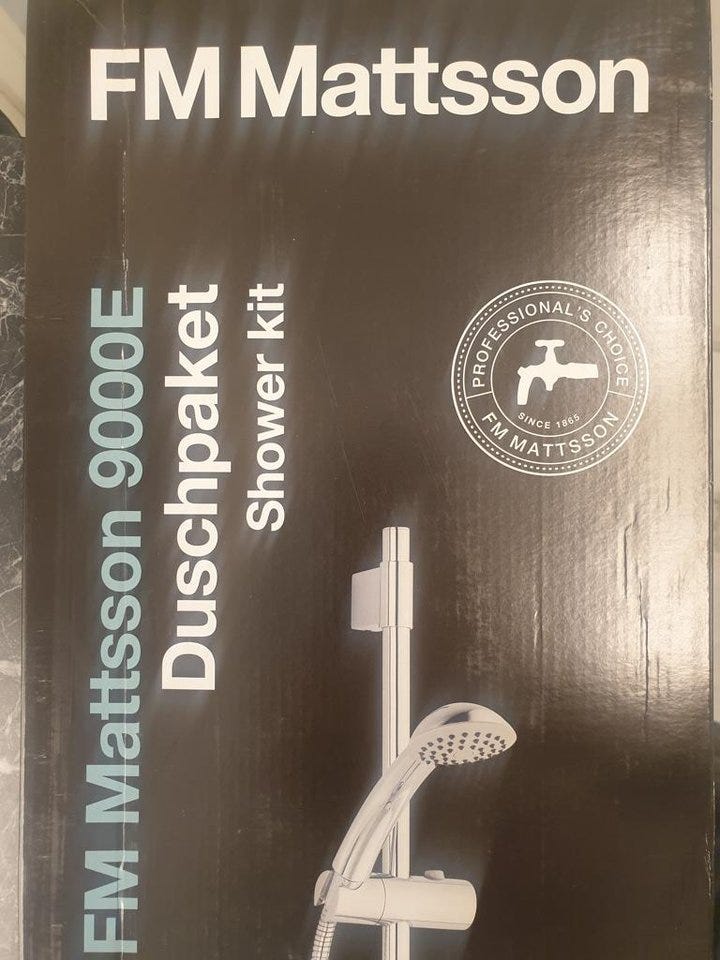 FM Mattsson
FM Mattsson 9000E
Duschpaket
Shower kit
PROFESSIONAL'S CHOICE
SINCE 1865
FM MATTSSON